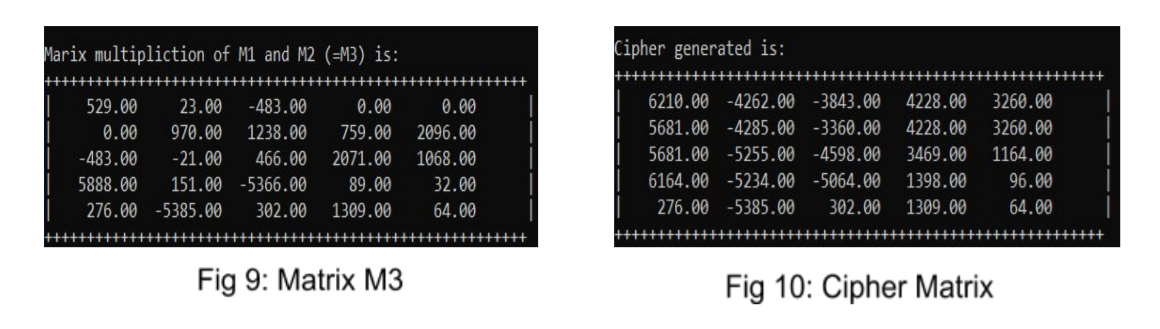 Marix multipliction of M1 and M2 (=M3) is:
+++++++++++++++++++++++++++++++++++++++++++++++++++++++++
| 529.00 23.00 -483.00 0.00 0.00 |
| 0.00 970.00 1238.00 759.00 2096.00 |
| -483.00 -21.00 466.00 2071.00 1068.00 |
| 5888.00 151.00 -5366.00 89.00 32.00 |
| 276.00 -5385.00 302.00 1309.00 64.00 |
+++++++++++++++++++++++++++++++++++++++++++++++++++++++++
Fig 9: Matrix M3
Cipher generated is:
+++++++++++++++++++++++++++++++++++++++++++++++++++++++++
| 6210.00 -4262.00 -3843.00 4228.00 3260.00 |
| 5681.00 -4285.00 -3360.00 4228.00 3260.00 |
| 5681.00 -5255.00 -4598.00 3469.00 1164.00 |
| 6164.00 -5234.00 -5064.00 1398.00 96.00 |
| 276.00 -5385.00 302.00 1309.00 64.00 |
+++++++++++++++++++++++++++++++++++++++++++++++++++++++++
Fig 10: Cipher Matrix